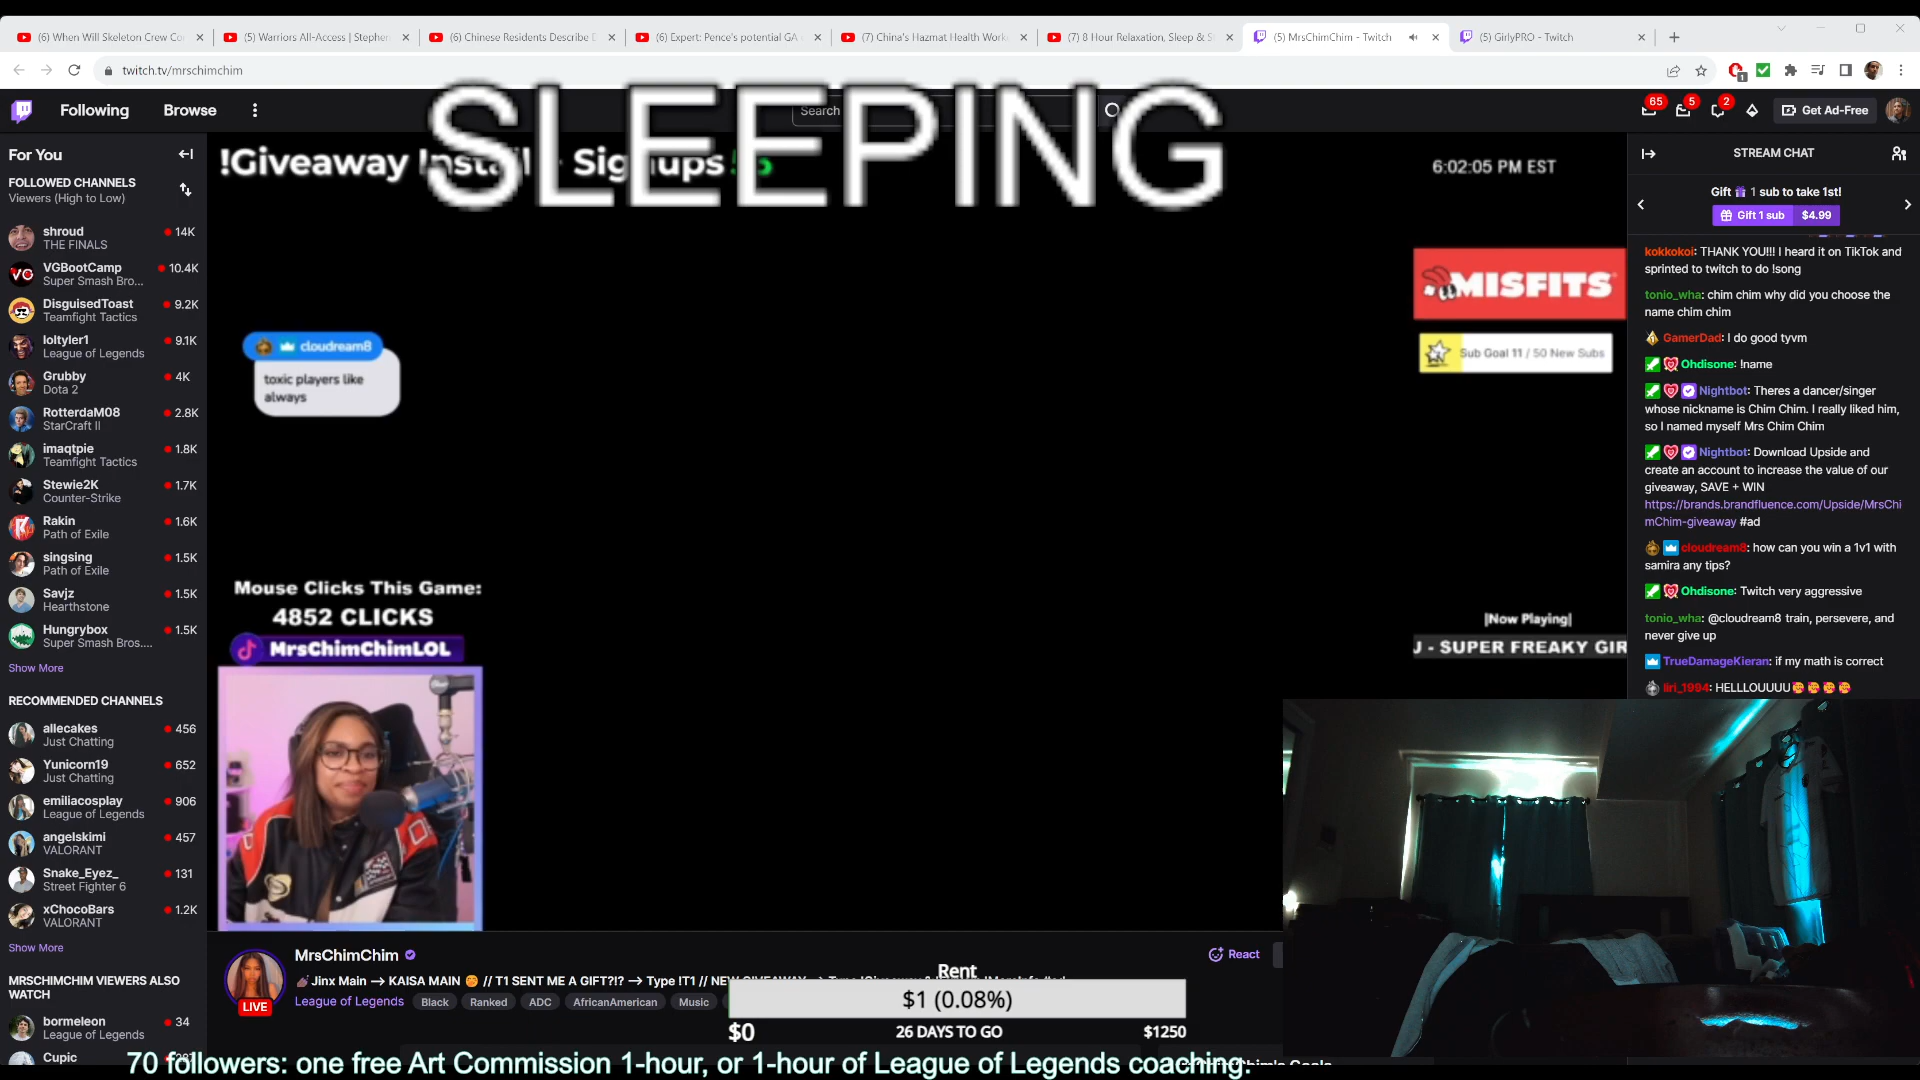 (6) When Will Skeleton Crew Co
(5) Warriors All-Access | Stephen
(6) Chinese Residents Describe
(6) Expert: Pence's potential GA
(7) China's Hazmat Health Work
(7) 8 Hour Relaxation, Sleep & S
(5) MrsChimChim - Twitch
(5) GirlyPRO - Twitch
twitch.tv/mrschimchim
1
Following
Browse
Search
65
5
2
Get Ad-Free
SLEEPING
For You
FOLLOWED CHANNELS
Viewers (High to Low)
shroud
14K
THE FINALS
VGBootCamp
10.4K
Super Smash Bro...
DisguisedToast
9.2K
Teamfight Tactics
loltyler1
9.1K
League of Legends
Grubby
4K
Dota 2
RotterdaM08
2.8K
StarCraft II
imaqtpie
1.8K
Teamfight Tactics
Stewie2K
1.7K
Counter-Strike
Rakin
1.6K
Path of Exile
singsing
1.5K
Path of Exile
Savjz
1.5K
Hearthstone
Hungrybox
1.5K
Super Smash Bros....
Show More
RECOMMENDED CHANNELS
allecakes
456
Just Chatting
Yunicorn19
652
Just Chatting
emiliacosplay
906
League of Legends
angelskimi
457
VALORANT
Snake_Eyez_
131
Street Fighter 6
xChocoBars
1.2K
VALORANT
Show More
MRSCHIMCHIM VIEWERS ALSO
WATCH
bormeleon
34
League of Legends
Cupic
!Giveaway Signups
6:02:05 PM EST
MISFITS
Sub Goal 11 / 50 New Subs
cloudream8
toxic players like
always
Mouse Clicks This Game:
4852 CLICKS
MrsChimChimLOL
|Now Playing|
J - SUPER FREAKY GIR
STREAM CHAT
Gift 1 sub to take 1st!
Gift 1 sub $4.99
kokkokoi: THANK YOU!!! I heard it on TikTok and
sprinted to twitch to do !song
tonio_wha: chim chim why did you choose the
name chim chim
GamerDad: I do good tyvm
Ohdisone: !name
Nightbot: Theres a dancer/singer
whose nickname is Chim Chim. I really liked him,
so I named myself Mrs Chim Chim
Nightbot: Download Upside and
create an account to increase the value of our
giveaway, SAVE + WIN
https://brands.brandfluence.com/Upside/MrsChi
mChim-giveaway #ad
cloudream8: how can you win a 1v1 with
samira any tips?
Ohdisone: Twitch very aggressive
tonio_wha: @cloudream8 train, persevere, and
never give up
TrueDamageKieran: if my math is correct
liri_1994: HELLLOUUUU
MrsChimChim
React
LIVE
Jinx Main → KAISA MAIN // T1 SENT ME A GIFT?!? → Type !T1 // NEW GIVEAWAY
League of Legends
Black
Ranked
ADC
AfricanAmerican
Music
Rent
$1 (0.08%)
$0
26 DAYS TO GO
$1250
70 followers: one free Art Commission 1-hour, or 1-hour of League of Legends coaching.